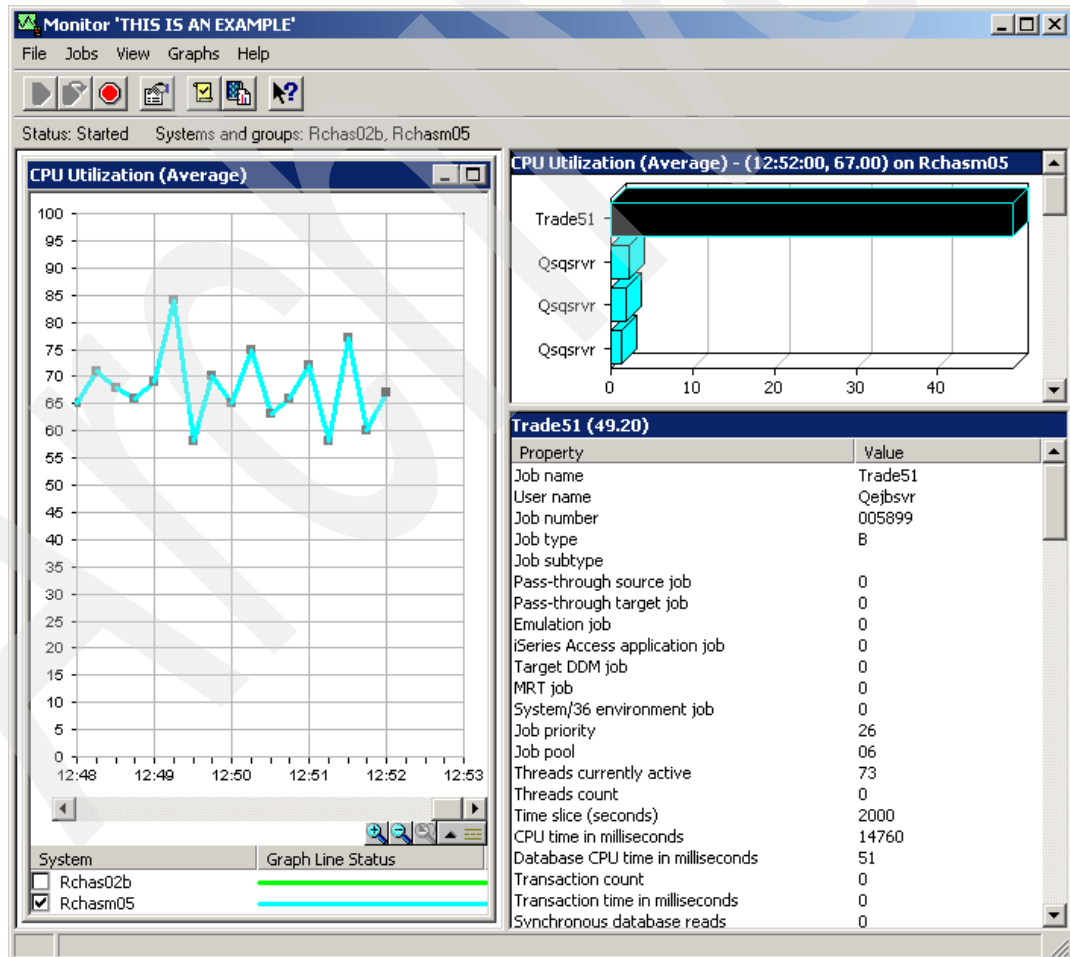 Monitor 'THIS IS AN EXAMPLE'
File Jobs View Graphs Help
Status: Started Systems and groups: Rchas02b, Rchasm05
CPU Utilization (Average)
100
95
90
85
80
75
70
65
60
55
50
45
40
35
30
25
20
15
10
5
0
12:48 12:49 12:50 12:51 12:52 12:53
System Graph Line Status
Rchas02b
Rchasm05
CPU Utilization (Average) - (12:52:00, 67.00) on Rchasm05
Trade51
Qsqsrvr
Qsqsrvr
Qsqsrvr
0 10 20 30 40
Trade51 (49.20)
Property Value
Job name Trade51
User name Qejbsvr
Job number 005899
Job type B
Job subtype
Pass-through source job 0
Pass-through target job 0
Emulation job 0
iSeries Access application job 0
Target DDM job 0
MRT job 0
System/36 environment job 0
Job priority 26
Job pool 06
Threads currently active 73
Threads count 0
Time slice (seconds) 2000
CPU time in milliseconds 14760
Database CPU time in milliseconds 51
Transaction count 0
Transaction time in milliseconds 0
Synchronous database reads 0